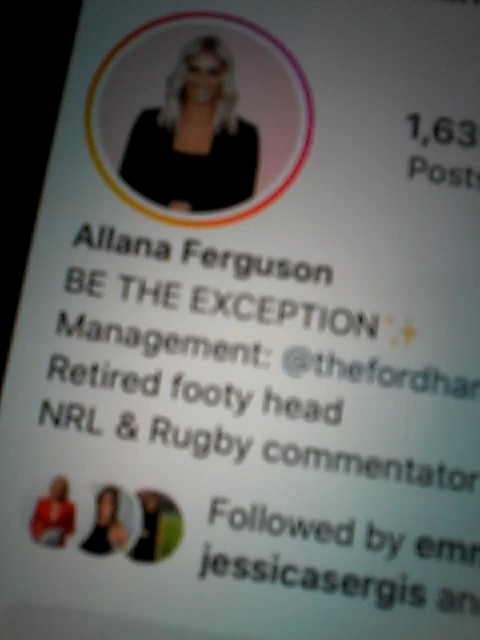 1,63
Posts
Allana Ferguson
BE THE EXCEPTION✨
Management: @thefordhar
Retired footy head
NRL & Rugby commentator
Followed by em
jessicasergis an